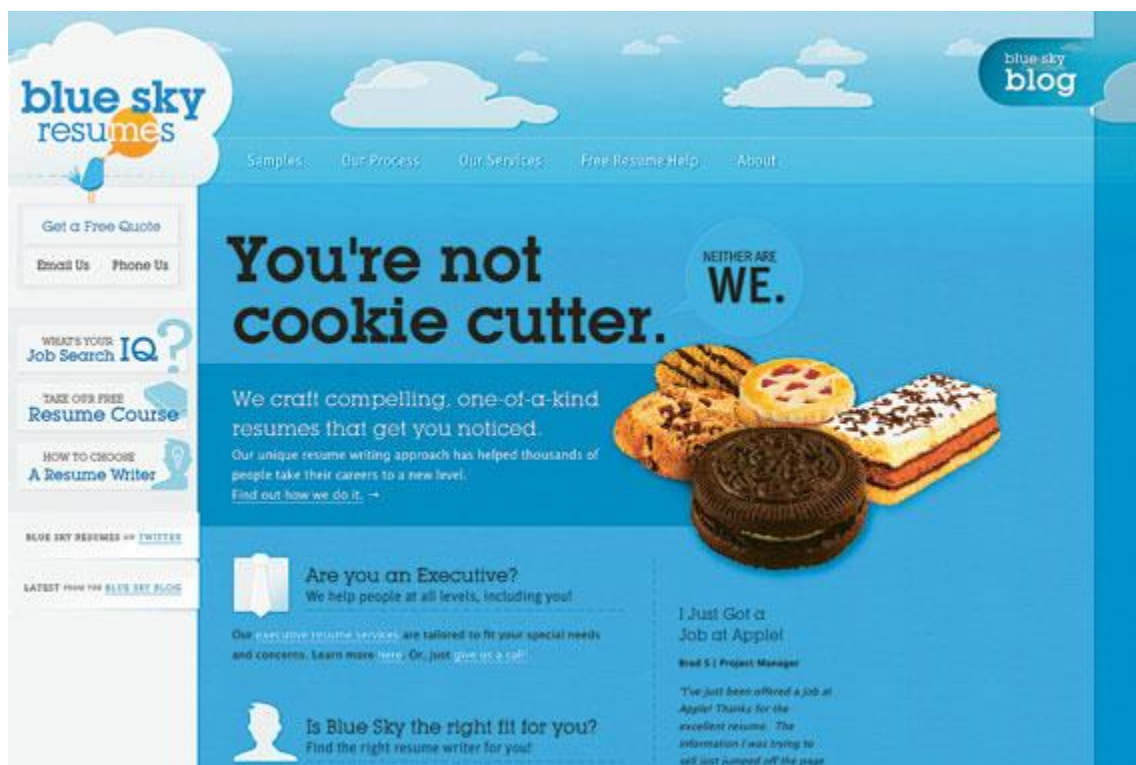 blue sky
resumes
blue sky
blog
Samples
Our Process
Our Services
Free Resume Help
About
Get a Free Quote
Email Us
Phone Us
WHAT'S YOUR
Job Search IQ?
TAKE OUR FREE
Resume Course
HOW TO CHOOSE
A Resume Writer
BLUE SKY RESUMES on TWITTER
LATEST FROM THE BLUE SKY BLOG
You're not
cookie cutter.
NEITHER ARE
WE.
We craft compelling, one-of-a-kind
resumes that get you noticed.
Our unique resume writing approach has helped thousands of
people take their careers to a new level.
Find out how we do it. →
Are you an Executive?
We help people at all levels, including you!
Our executive resume services are tailored to fit your special needs
and concerns. Learn more here. Or, just give us a call!
Is Blue Sky the right fit for you?
Find the right resume writer for you!
I Just Got a
Job at Apple!
Brad S | Project Manager
"I've just been offered a job at
Apple! Thanks for the
excellent resume. The
information I was trying to
sell just jumped off the page